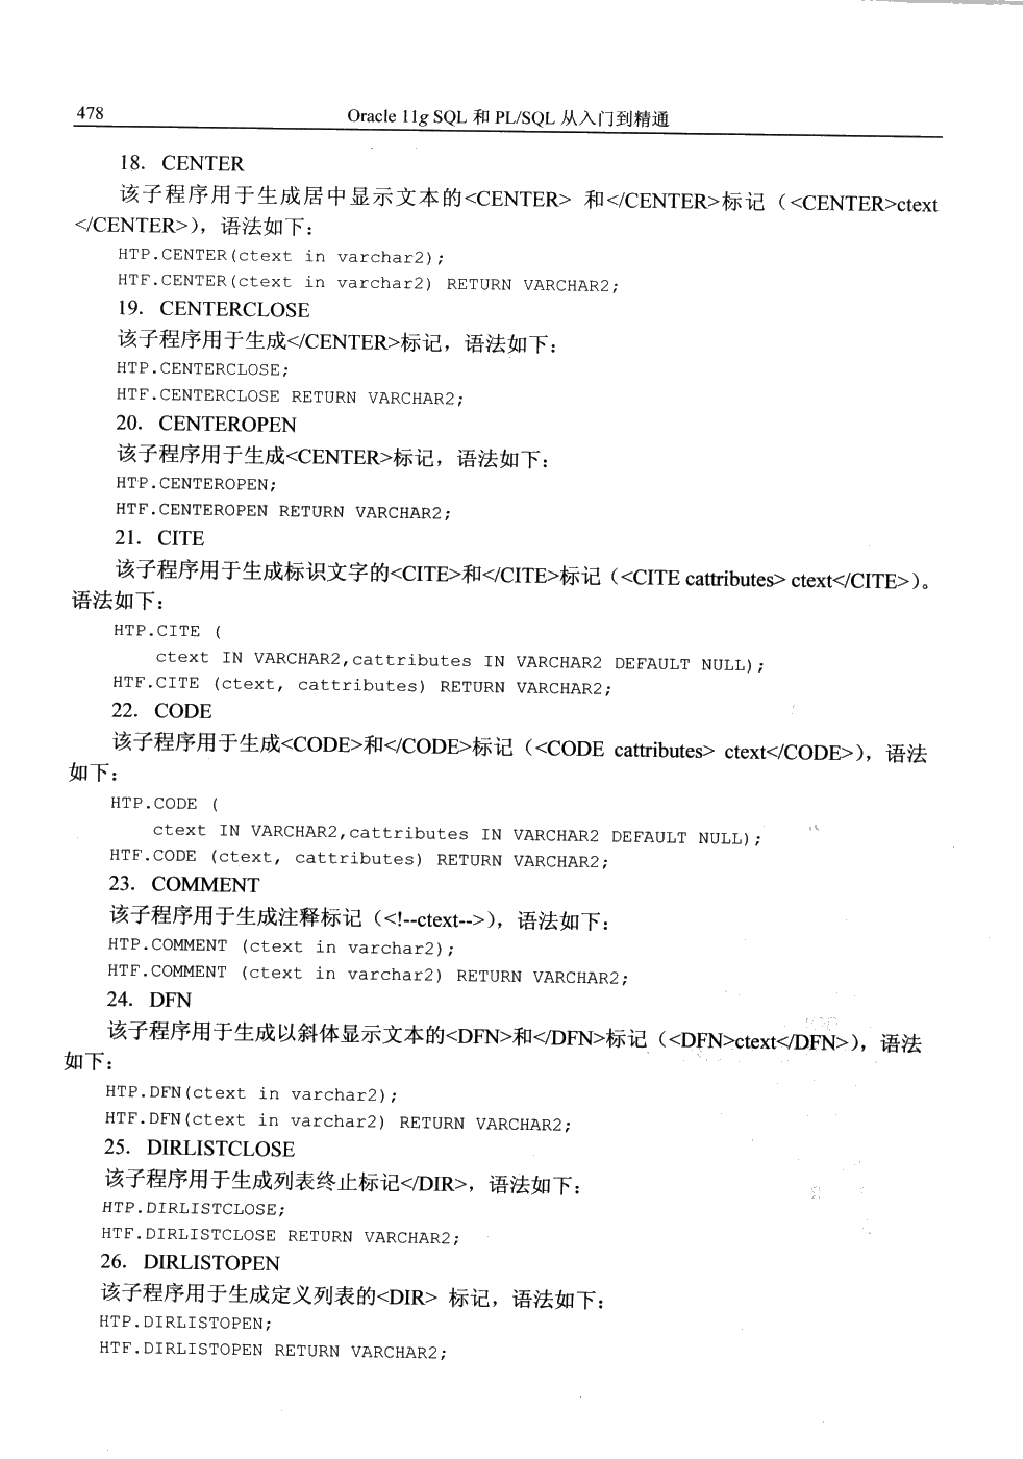 478
Oracle 11g SQL 和 PL/SQL 从入门到精通
18. CENTER
该子程序用于生成居中显示文本的<CENTER> 和</CENTER>标记（<CENTER>ctext
</CENTER>），语法如下：
HTP.CENTER(ctext in varchar2);
HTF.CENTER(ctext in varchar2) RETURN VARCHAR2;
19. CENTERCLOSE
该子程序用于生成</CENTER>标记，语法如下：
HTP.CENTERCLOSE;
HTF.CENTERCLOSE RETURN VARCHAR2;
20. CENTEROPEN
该子程序用于生成<CENTER>标记，语法如下：
HTP.CENTEROPEN;
HTF.CENTEROPEN RETURN VARCHAR2;
21. CITE
该子程序用于生成标识文字的<CITE>和</CITE>标记（<CITE cattributes> ctext</CITE>）。
语法如下：
HTP.CITE (
ctext IN VARCHAR2,cattributes IN VARCHAR2 DEFAULT NULL);
HTF.CITE (ctext, cattributes) RETURN VARCHAR2;
22. CODE
该子程序用于生成<CODE>和</CODE>标记（<CODE cattributes> ctext</CODE>），语法
如下：
HTP.CODE (
ctext IN VARCHAR2,cattributes IN VARCHAR2 DEFAULT NULL);
HTF.CODE (ctext, cattributes) RETURN VARCHAR2;
23. COMMENT
该子程序用于生成注释标记（<!--ctext-->），语法如下：
HTP.COMMENT (ctext in varchar2);
HTF.COMMENT (ctext in varchar2) RETURN VARCHAR2;
24. DFN
该子程序用于生成以斜体显示文本的<DFN>和</DFN>标记（<DFN>ctext</DFN>），语法
如下：
HTP.DFN(ctext in varchar2);
HTF.DFN(ctext in varchar2) RETURN VARCHAR2;
25. DIRLISTCLOSE
该子程序用于生成列表终止标记</DIR>，语法如下：
HTP.DIRLISTCLOSE;
HTF.DIRLISTCLOSE RETURN VARCHAR2;
26. DIRLISTOPEN
该子程序用于生成定义列表的<DIR> 标记，语法如下：
HTP.DIRLISTOPEN;
HTF.DIRLISTOPEN RETURN VARCHAR2;